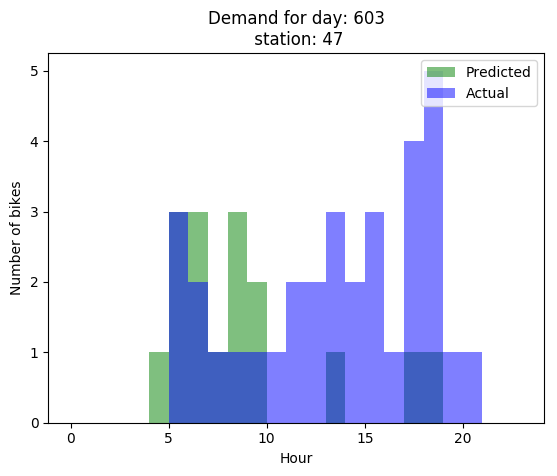 Demand for day: 603
station: 47
Predicted
Actual
Number of bikes
5
4
3
2
1
0
0
5
10
15
20
Hour